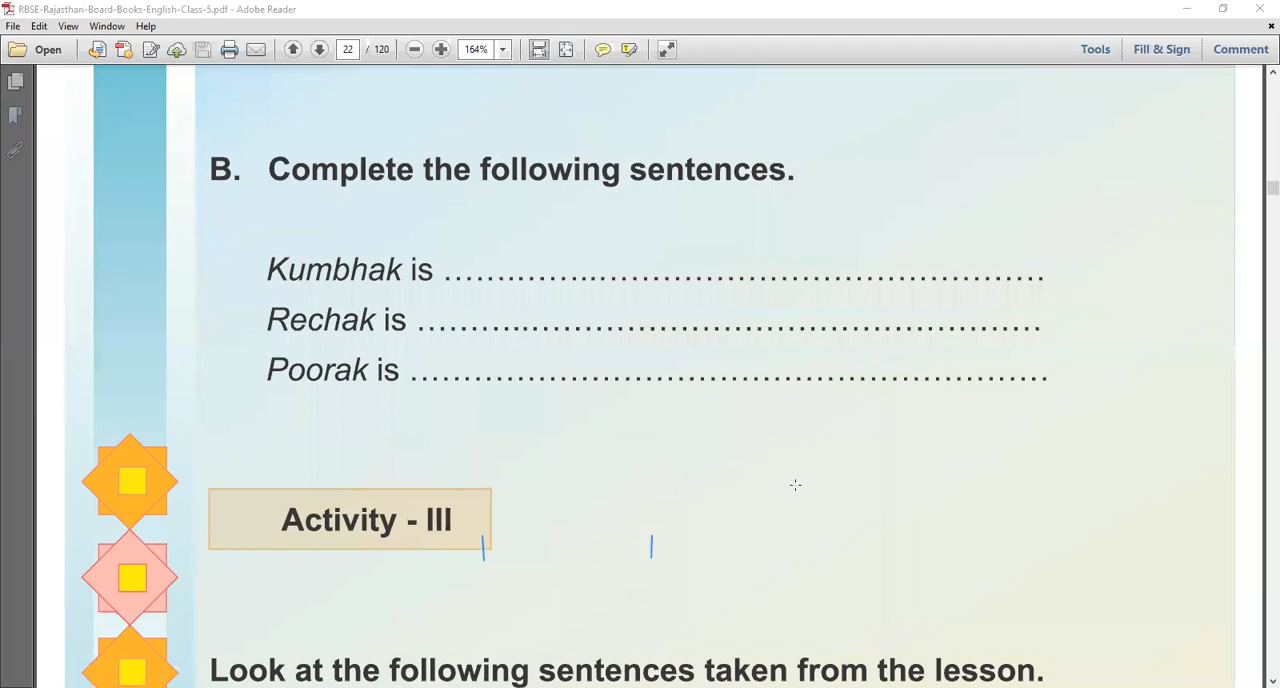 RBSE-Rajasthan-Board-Books-English-Class-5.pdf - Adobe Reader
File Edit View Window Help
Open 22 / 120 164% Tools Fill & Sign Comment
B. Complete the following sentences.
Kumbhak is ........................................................
Rechak is ..........................................................
Poorak is ...........................................................
Activity - III
Look at the following sentences taken from the lesson.